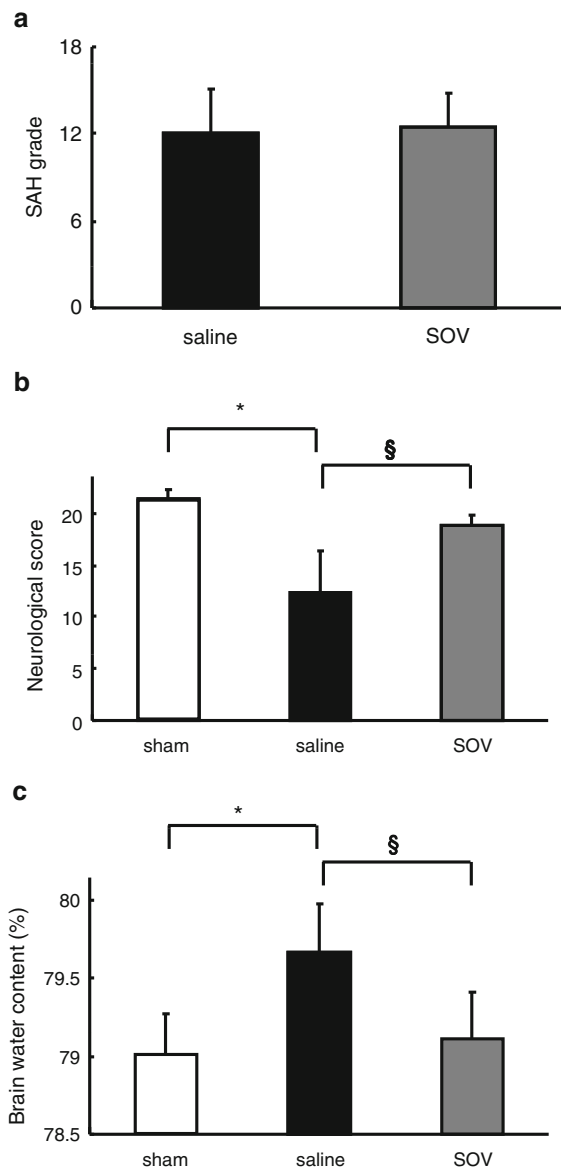 a
18
12
6
0
SAH grade
saline SOV
b
* §
20
15
10
5
0
Neurological score
sham saline SOV
c
* §
80
79.5
79
78.5
Brain water content (%)
sham saline SOV